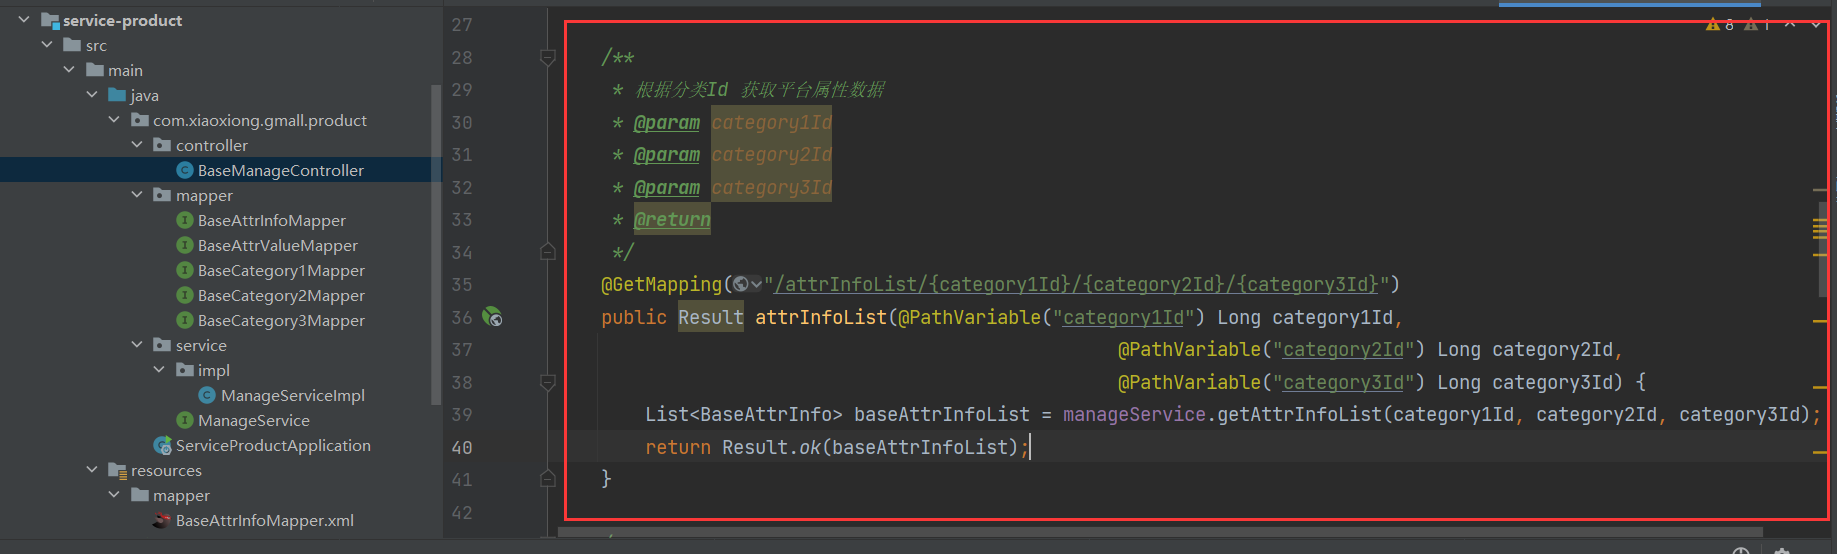 service-product
src
main
java
com.xiaoxiong.gmall.product
controller
BaseManageController
mapper
BaseAttrInfoMapper
BaseAttrValueMapper
BaseCategory1Mapper
BaseCategory2Mapper
BaseCategory3Mapper
service
impl
ManageServiceImpl
ManageService
ServiceProductApplication
resources
mapper
BaseAttrInfoMapper.xml
8 1
27
28 /**
29 * 根据分类Id 获取平台属性数据
30 * @param category1Id
31 * @param category2Id
32 * @param category3Id
33 * @return
34 */
35 @GetMapping("/attrInfoList/{category1Id}/{category2Id}/{category3Id}")
36 public Result attrInfoList(@PathVariable("category1Id") Long category1Id,
37 @PathVariable("category2Id") Long category2Id,
38 @PathVariable("category3Id") Long category3Id) {
39 List<BaseAttrInfo> baseAttrInfoList = manageService.getAttrInfoList(category1Id, category2Id, category3Id);
40 return Result.ok(baseAttrInfoList);
41 }
42